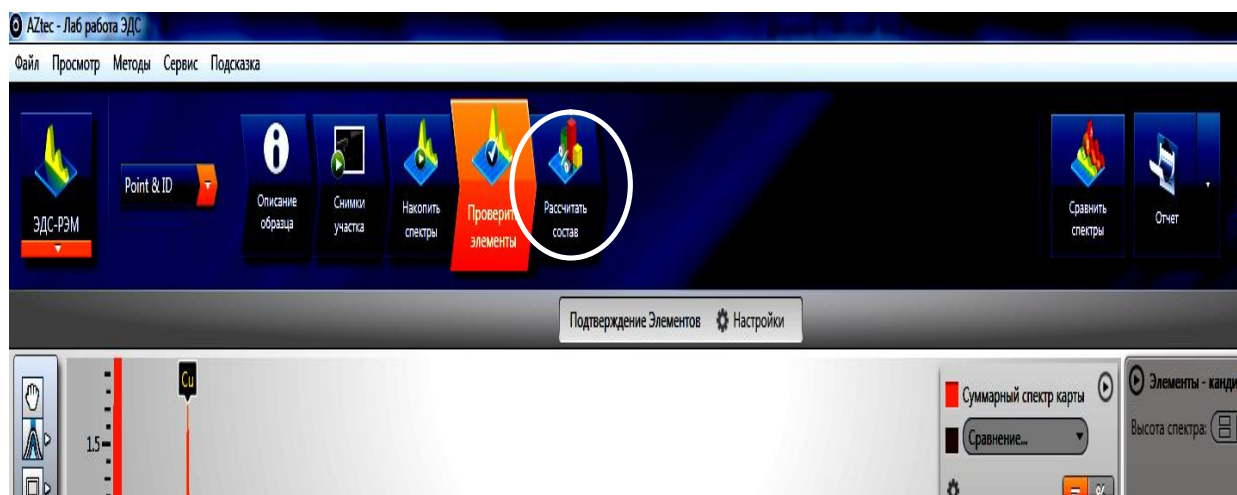 AZtec - Лаб работа ЭДС
Файл Просмотр Методы Сервис Подсказка
ЭДС-РЭМ
Point & ID
Описание
образца
Снимки
участка
Накопить
спектры
Проверить
элементы
Рассчитать
состав
Сравнить
спектры
Отчет
Подтверждение Элементов Настройки
Cu
1.5
Суммарный спектр карты
Сравнение...
Элементы - канди
Высота спектра:
%